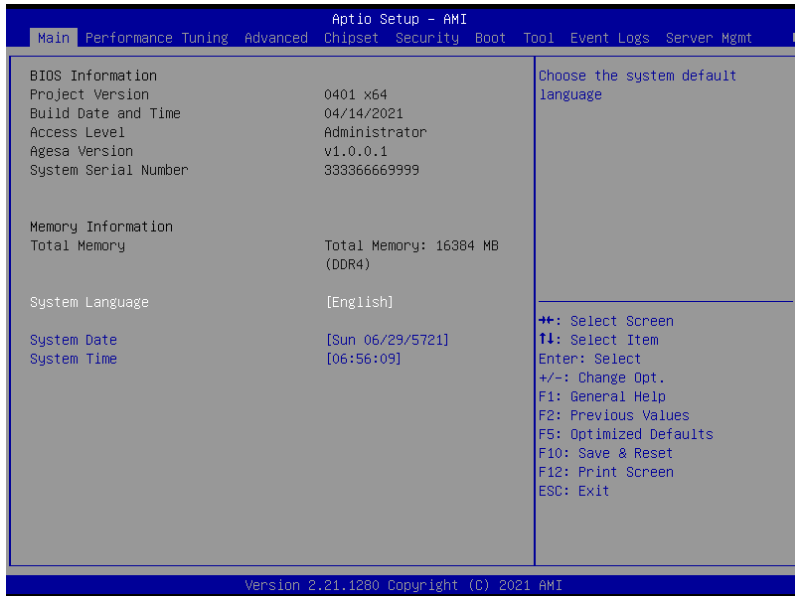 Aptio Setup – AMI
Main Performance Tuning Advanced Chipset Security Boot Tool Event Logs Server Mgmt
BIOS Information
Project Version 0401 x64
Build Date and Time 04/14/2021
Access Level Administrator
Agesa Version v1.0.0.1
System Serial Number 333366669999
Memory Information
Total Memory Total Memory: 16384 MB
(DDR4)
System Language [English]
System Date [Sun 06/29/5721]
System Time [06:56:09]
Choose the system default
language
→←: Select Screen
↑↓: Select Item
Enter: Select
+/-: Change Opt.
F1: General Help
F2: Previous Values
F5: Optimized Defaults
F10: Save & Reset
F12: Print Screen
ESC: Exit
Version 2.21.1280 Copyright (C) 2021 AMI